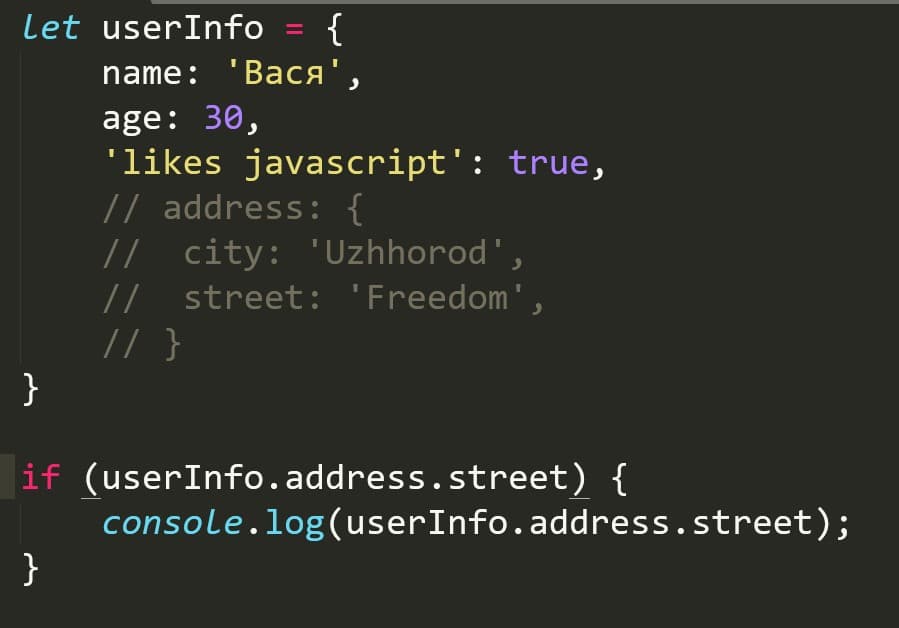 let userInfo = {
    name: 'Вася',
    age: 30,
    'likes javascript': true,
    // address: {
    //  city: 'Uzhhorod',
    //  street: 'Freedom',
    // }
}

if (userInfo.address.street) {
    console.log(userInfo.address.street);
}